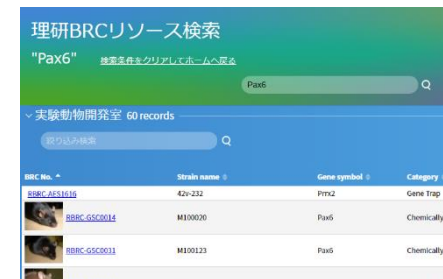 理研BRCリソース検索
"Pax6" 検索条件をクリアしてホームへ戻る
Pax6
実験動物開発室 60 records
絞り込み検索
BRC No. Strain name Gene symbol Category
RBRC-AES1616 42v-232 Prrx2 Gene Trap
RBRC-GSC0014 M100020 Pax6 Chemically
RBRC-GSC0031 M100123 Pax6 Chemically